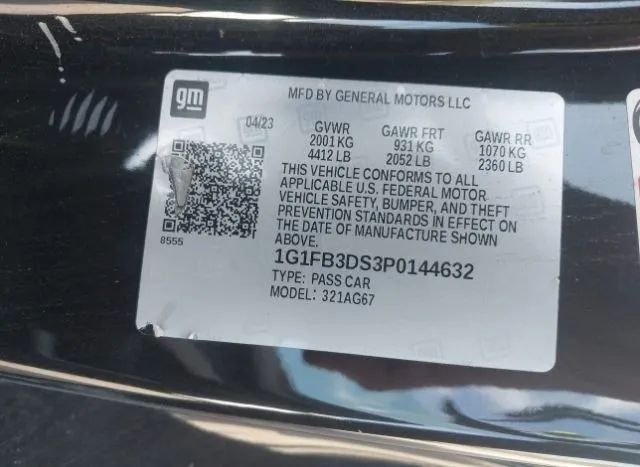 gm
MFD BY GENERAL MOTORS LLC
04/23
GVWR
2001 KG
4412 LB
GAWR FRT
931 KG
2052 LB
GAWR RR
1070 KG
2360 LB
THIS VEHICLE CONFORMS TO ALL
APPLICABLE U.S. FEDERAL MOTOR
VEHICLE SAFETY, BUMPER, AND THEFT
PREVENTION STANDARDS IN EFFECT ON
THE DATE OF MANUFACTURE SHOWN
ABOVE.
8555
1G1FB3DS3P0144632
TYPE: PASS CAR
MODEL: 321AG67